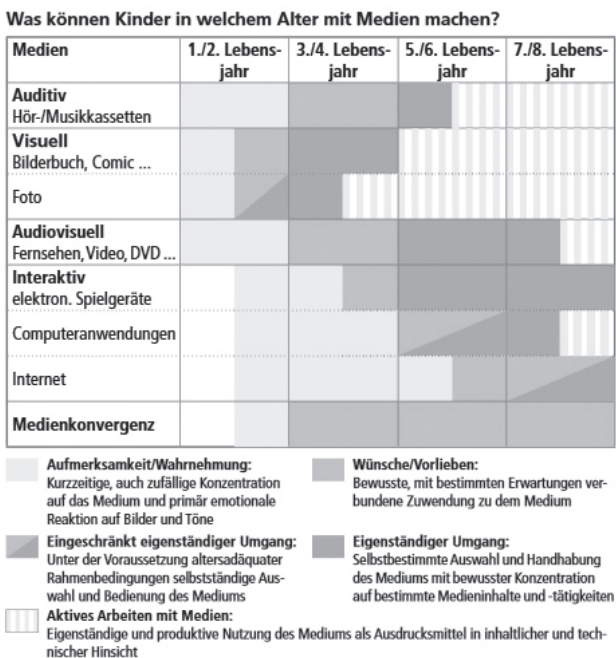 Was können Kinder in welchem Alter mit Medien machen?
Medien
1./2. Lebens-
jahr
3./4. Lebens-
jahr
5./6. Lebens-
jahr
7./8. Lebens-
jahr
Auditiv
Hör-/Musikkassetten
Visuell
Bilderbuch, Comic ...
Foto
Audiovisuell
Fernsehen, Video, DVD ...
Interaktiv
elektron. Spielgeräte
Computeranwendungen
Internet
Medienkonvergenz
Aufmerksamkeit/Wahrnehmung:
Kurzzeitige, auch zufällige Konzentration
auf das Medium und primär emotionale
Reaktion auf Bilder und Töne
Wünsche/Vorlieben:
Bewusste, mit bestimmten Erwartungen ver-
bundene Zuwendung zu dem Medium
Eingeschränkt eigenständiger Umgang:
Unter der Voraussetzung altersadäquater
Rahmenbedingungen selbstständige Aus-
wahl und Bedienung des Mediums
Eigenständiger Umgang:
Selbstbestimmte Auswahl und Handhabung
des Mediums mit bewusster Konzentration
auf bestimmte Medieninhalte und -tätigkeiten
Aktives Arbeiten mit Medien:
Eigenständige und produktive Nutzung des Mediums als Ausdrucksmittel in inhaltlicher und tech-
nischer Hinsicht